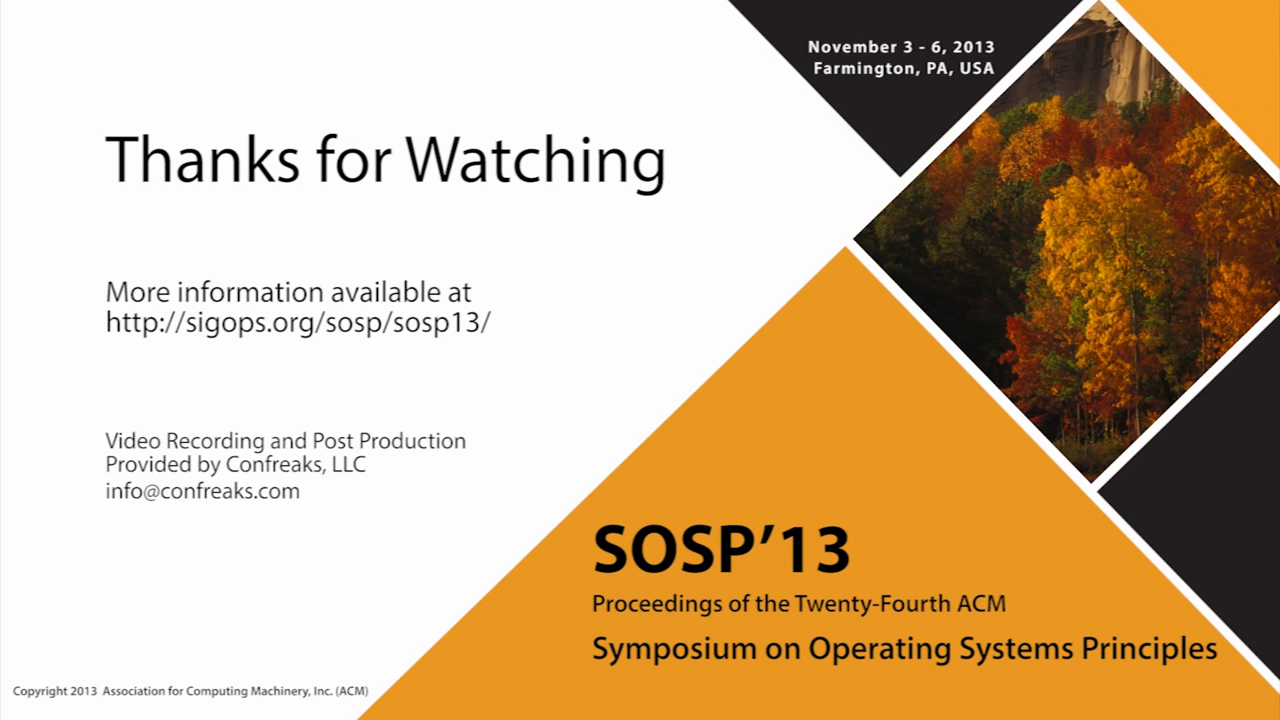 November 3 - 6, 2013
Farmington, PA, USA
Thanks for Watching
More information available at
http://sigops.org/sosp/sosp13/
Video Recording and Post Production
Provided by Confreaks, LLC
info@confreaks.com
SOSP’13
Proceedings of the Twenty-Fourth ACM
Symposium on Operating Systems Principles
Copyright 2013 Association for Computing Machinery, Inc. (ACM)